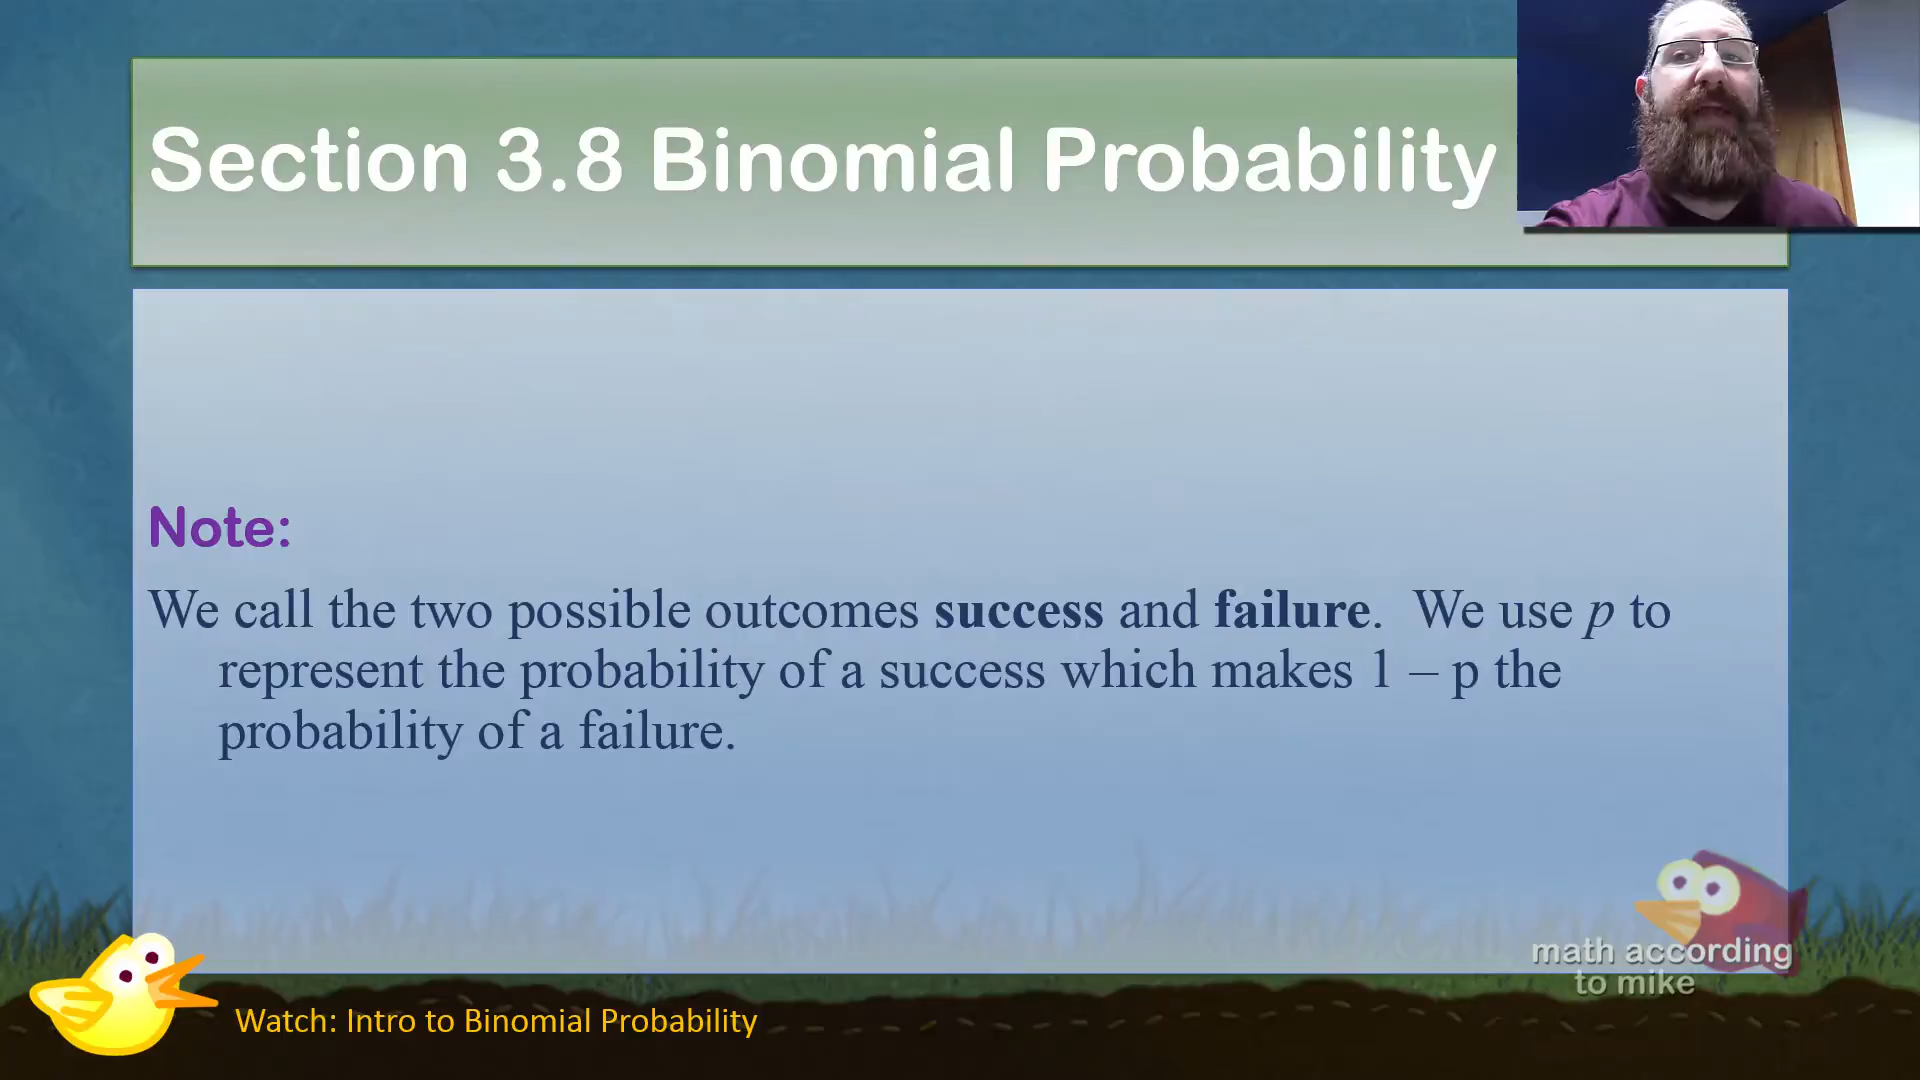 Section 3.8 Binomial Probability
Note:
We call the two possible outcomes success and failure.  We use p to
represent the probability of a success which makes 1 – p the
probability of a failure.
math according
to mike
Watch: Intro to Binomial Probability